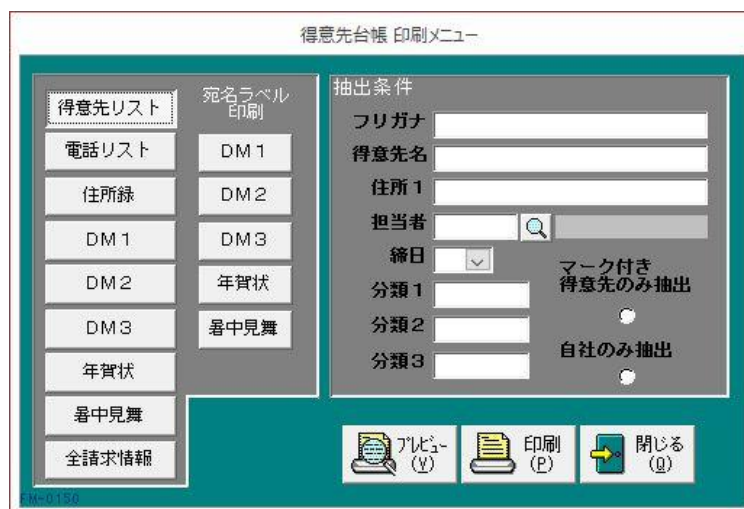 得意先台帳 印刷メニュー
得意先リスト
電話リスト
住所録
DM1
DM2
DM3
年賀状
暑中見舞
全請求情報
宛名ラベル
印刷
DM1
DM2
DM3
年賀状
暑中見舞
抽出条件
フリガナ
得意先名
住所1
担当者
締日
分類1
分類2
分類3
マーク付き
得意先のみ抽出
自社のみ抽出
プレビュー
(V)
印刷
(P)
閉じる
(Q)
FM-0150